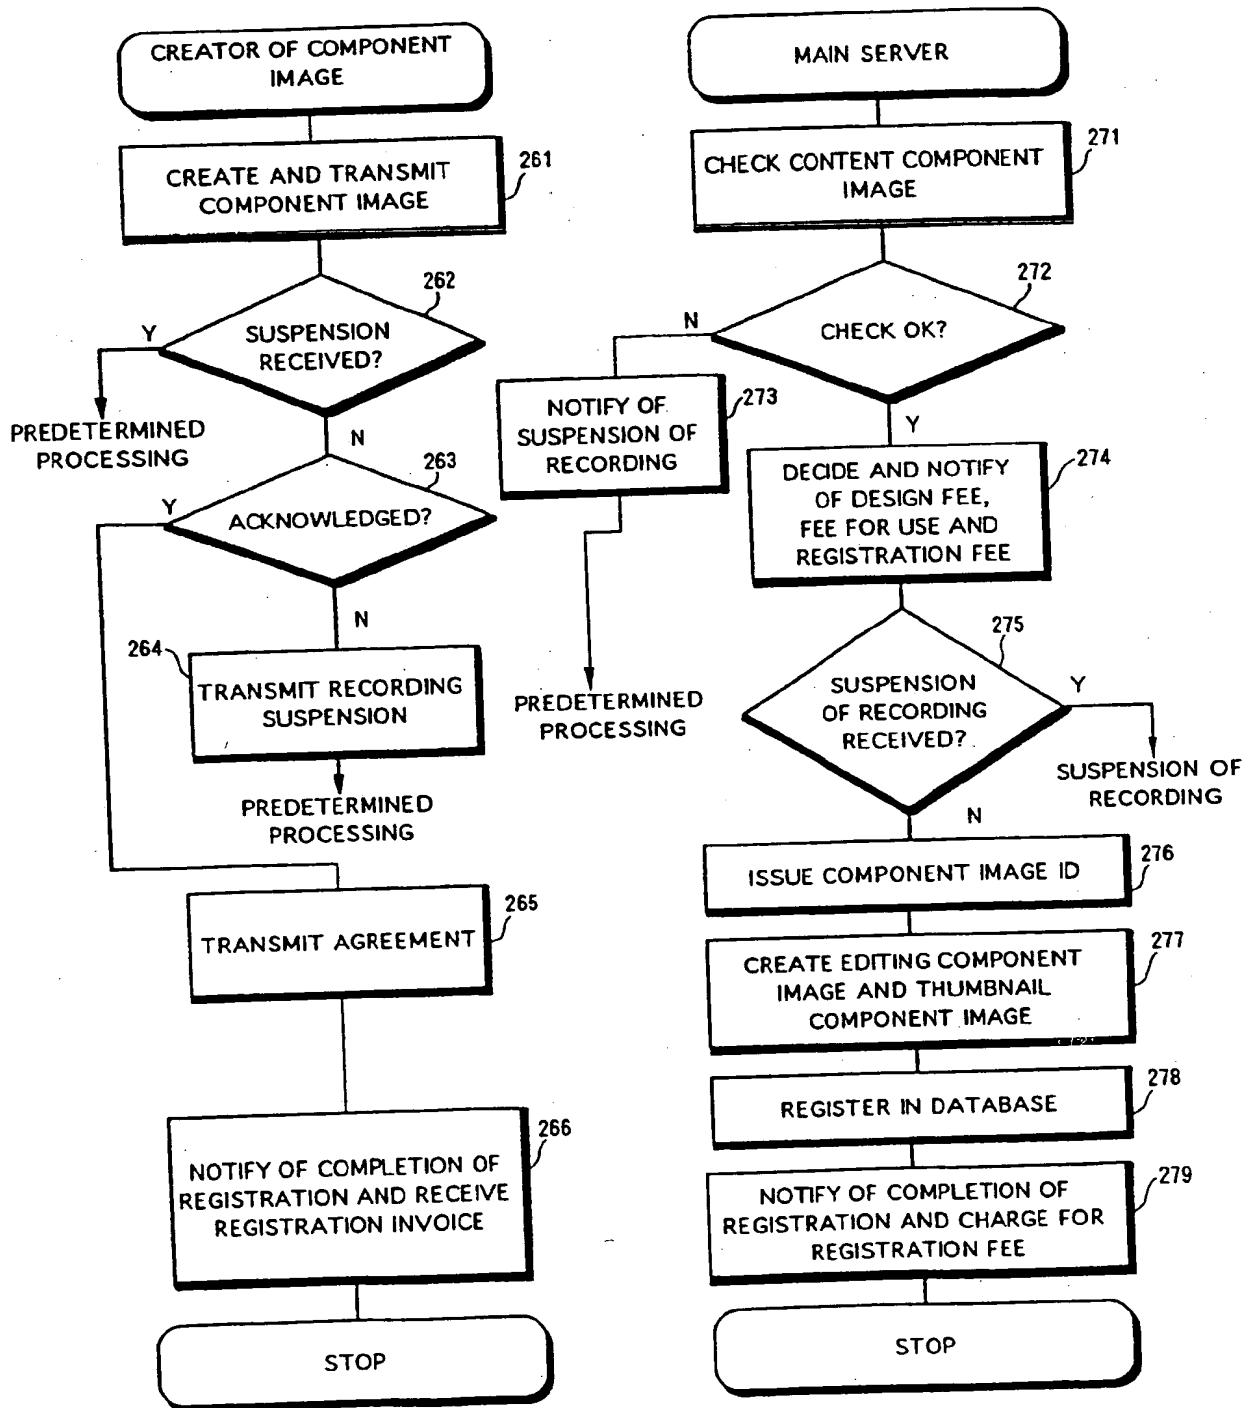 CREATOR OF COMPONENT
IMAGE
CREATE AND TRANSMIT
COMPONENT IMAGE
261
262
SUSPENSION
RECEIVED?
Y
N
PREDETERMINED
PROCESSING
263
ACKNOWLEDGED?
Y
N
264
TRANSMIT RECORDING
SUSPENSION
PREDETERMINED
PROCESSING
265
TRANSMIT AGREEMENT
266
NOTIFY OF COMPLETION OF
REGISTRATION AND RECEIVE
REGISTRATION INVOICE
STOP
MAIN SERVER
271
CHECK CONTENT COMPONENT
IMAGE
272
CHECK OK?
N
Y
273
NOTIFY OF
SUSPENSION OF
RECORDING
PREDETERMINED
PROCESSING
274
DECIDE AND NOTIFY
OF DESIGN FEE,
FEE FOR USE AND
REGISTRATION FEE
275
SUSPENSION
OF RECORDING
RECEIVED?
Y
SUSPENSION OF
RECORDING
N
276
ISSUE COMPONENT IMAGE ID
277
CREATE EDITING COMPONENT
IMAGE AND THUMBNAIL
COMPONENT IMAGE
278
REGISTER IN DATABASE
279
NOTIFY OF COMPLETION OF
REGISTRATION AND CHARGE FOR
REGISTRATION FEE
STOP